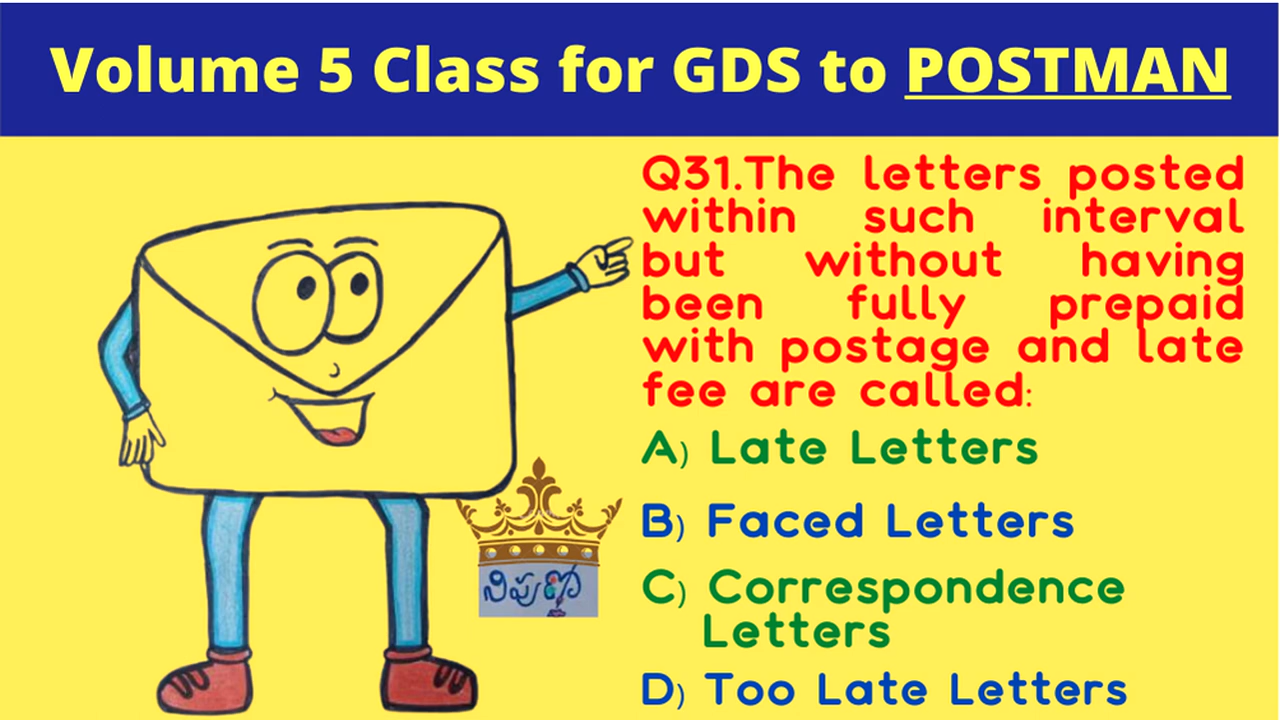 Volume 5 Class for GDS to POSTMAN
Q31.The letters posted
within such interval
but without having
been fully prepaid
with postage and late
fee are called:
A) Late Letters
B) Faced Letters
C) Correspondence
Letters
D) Too Late Letters
నిపుణ